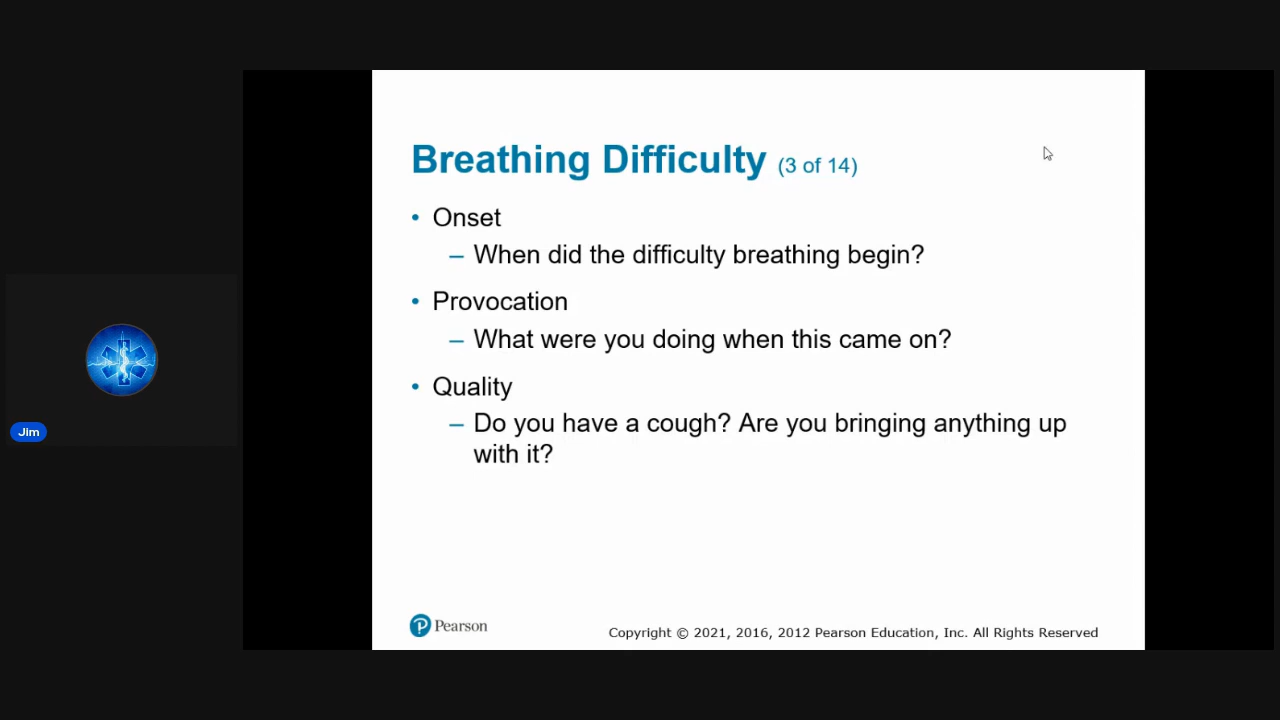 Breathing Difficulty (3 of 14)
• Onset
– When did the difficulty breathing begin?
• Provocation
– What were you doing when this came on?
• Quality
– Do you have a cough? Are you bringing anything up
with it?
Jim
Pearson
Copyright © 2021, 2016, 2012 Pearson Education, Inc. All Rights Reserved